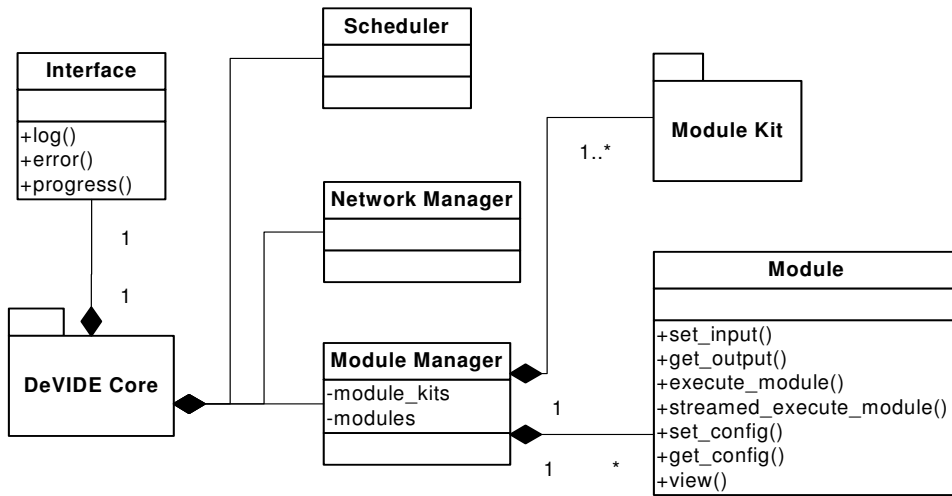 Scheduler
Interface
+log()
+error()
+progress()
Module Kit
1..*
Network Manager
1
1
Module
+set_input()
+get_output()
+execute_module()
+streamed_execute_module()
+set_config()
+get_config()
+view()
DeVIDE Core
Module Manager
-module_kits
-modules
1
1
*